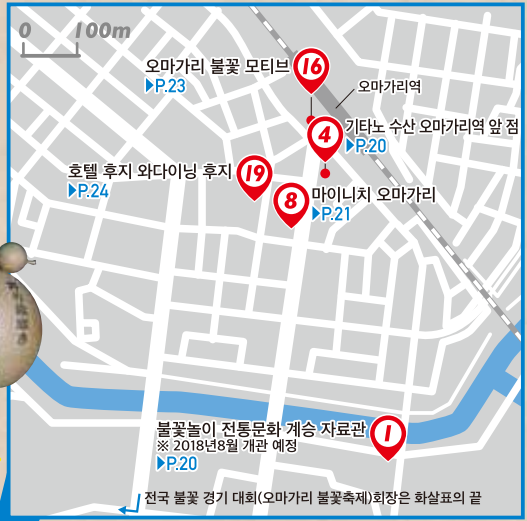 0 100m
16
오마가리 불꽃 모티브
▶P.23
오마가리역
4
기타노 수산 오마가리역 앞 점
▶P.20
호텔 후지 와다이닝 후지
▶P.24
19
8
마이니치 오마가리
▶P.21
불꽃놀이 전통문화 계승 자료관
※ 2018년8월 개관 예정
▶P.20
1
전국 불꽃 경기 대회(오마가리 불꽃축제)회장은 화살표의 끝